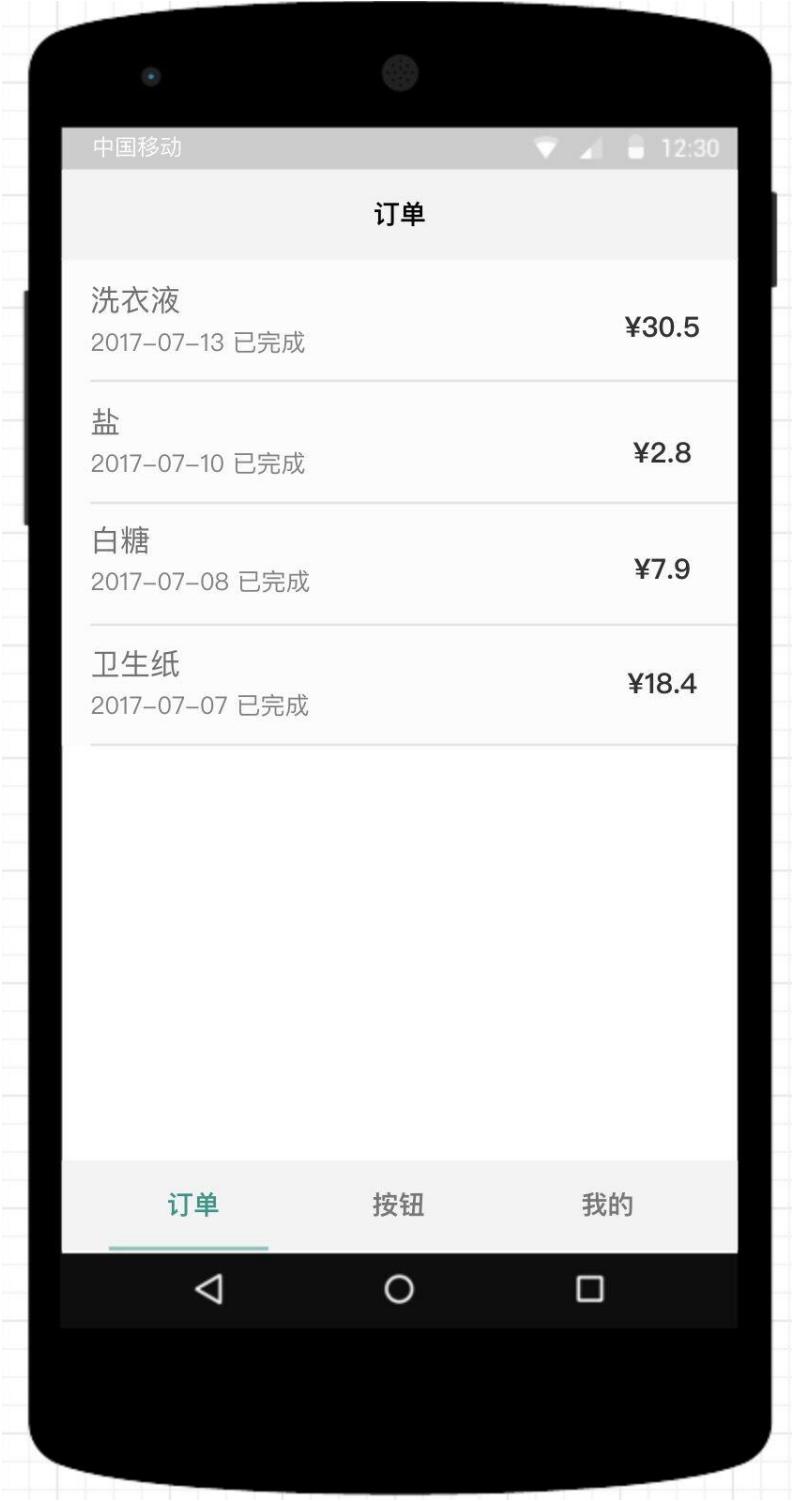 中国移动 12:30
订单
洗衣液
2017-07-13 已完成
¥30.5
盐
2017-07-10 已完成
¥2.8
白糖
2017-07-08 已完成
¥7.9
卫生纸
2017-07-07 已完成
¥18.4
订单 按钮 我的